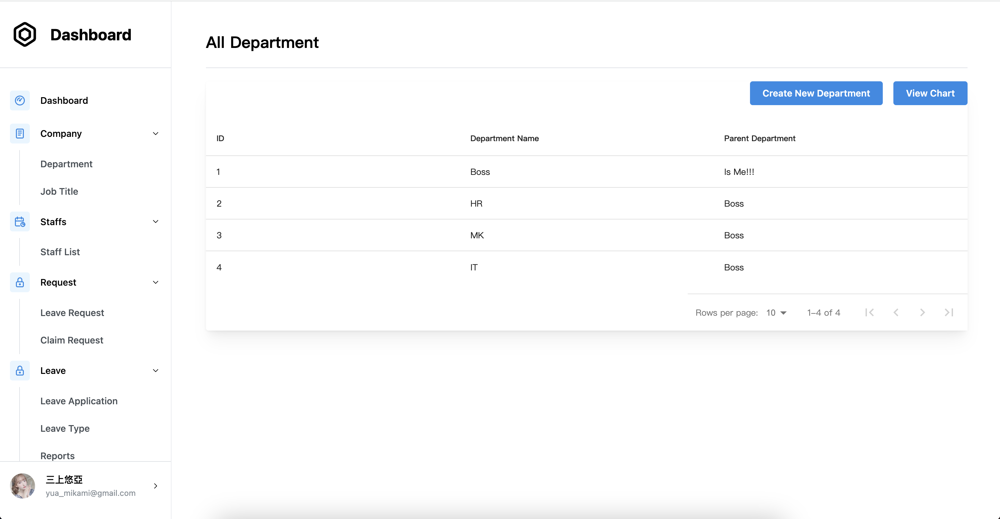 Dashboard
Dashboard
Company
Department
Job Title
Staffs
Staff List
Request
Leave Request
Claim Request
Leave
Leave Application
Leave Type
Reports
三上悠亞
yua_mikami@gmail.com
All Department
Create New Department View Chart
ID Department Name Parent Department
1 Boss Is Me!!!
2 HR Boss
3 MK Boss
4 IT Boss
Rows per page: 10 1–4 of 4